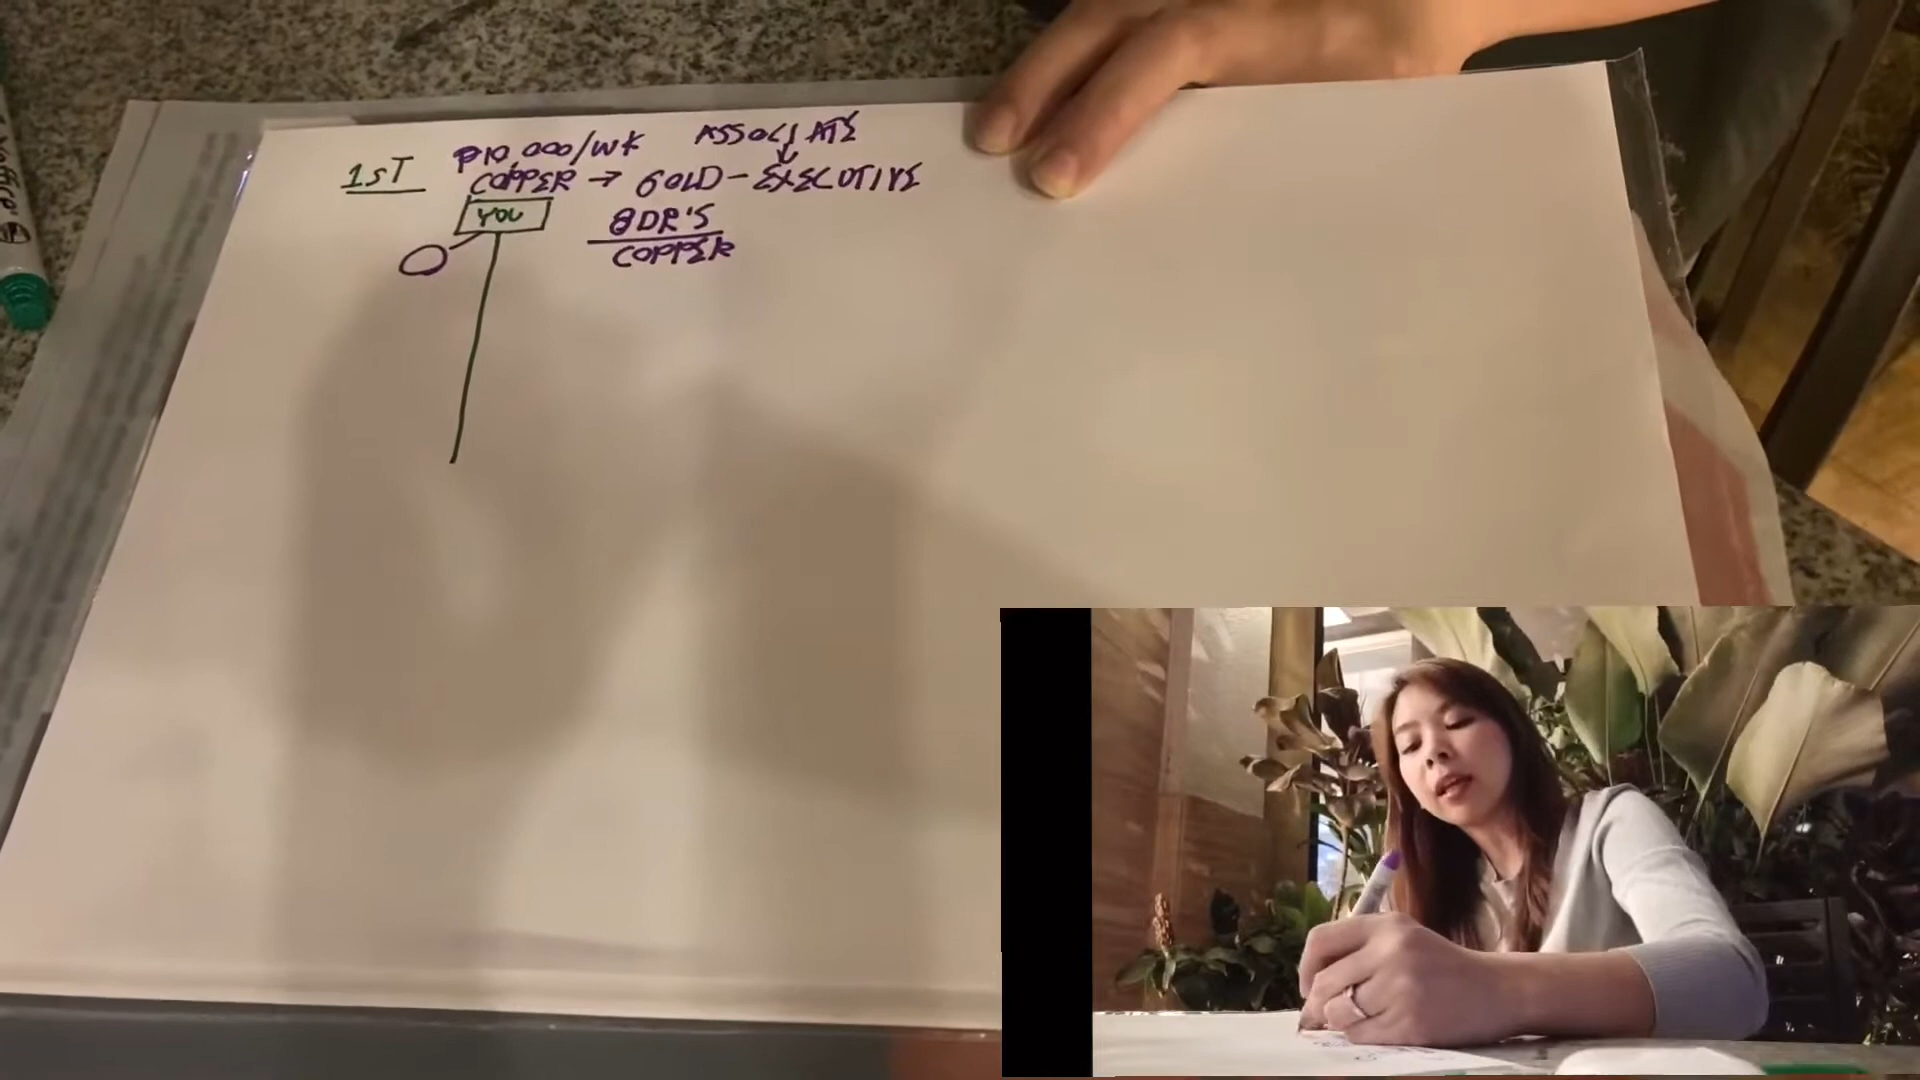 1ST
₱10,000/WK
ASSOCIATE
COPPER → GOLD - EXECUTIVE
YOU
8DR'S
COPPER